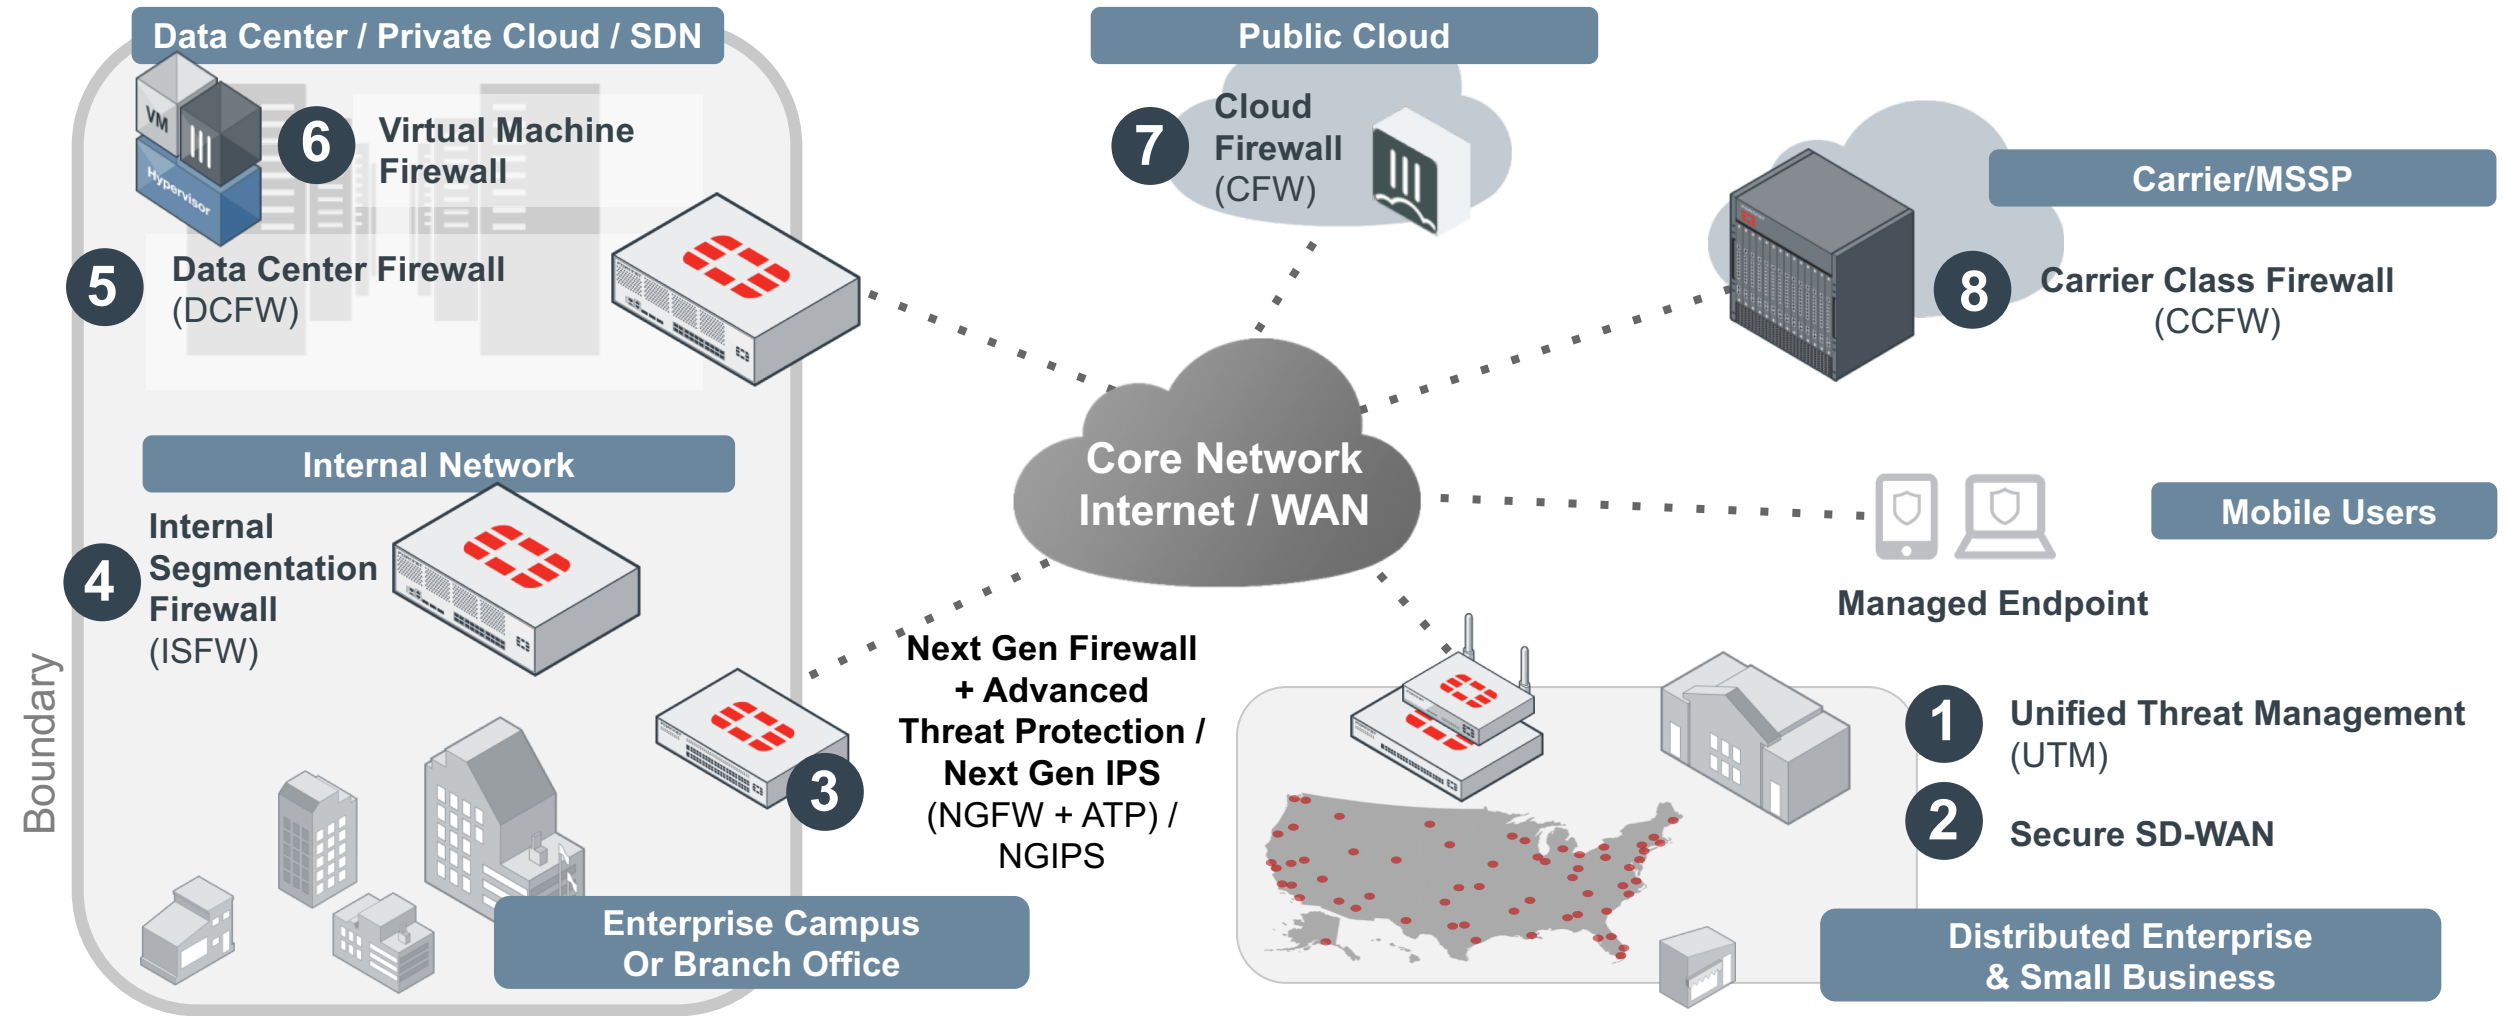 Data Center / Private Cloud / SDN
VM
Hypervisor
6
Virtual Machine
Firewall
5
Data Center Firewall
(DCFW)
Public Cloud
7
Cloud
Firewall
(CFW)
Carrier/MSSP
8
Carrier Class Firewall
(CCFW)
Core Network
Internet / WAN
Internal Network
4
Internal
Segmentation
Firewall
(ISFW)
Boundary
Mobile Users
Managed Endpoint
3
Next Gen Firewall
+ Advanced
Threat Protection /
Next Gen IPS
(NGFW + ATP) /
NGIPS
Enterprise Campus
Or Branch Office
1
Unified Threat Management
(UTM)
2
Secure SD-WAN
Distributed Enterprise
& Small Business